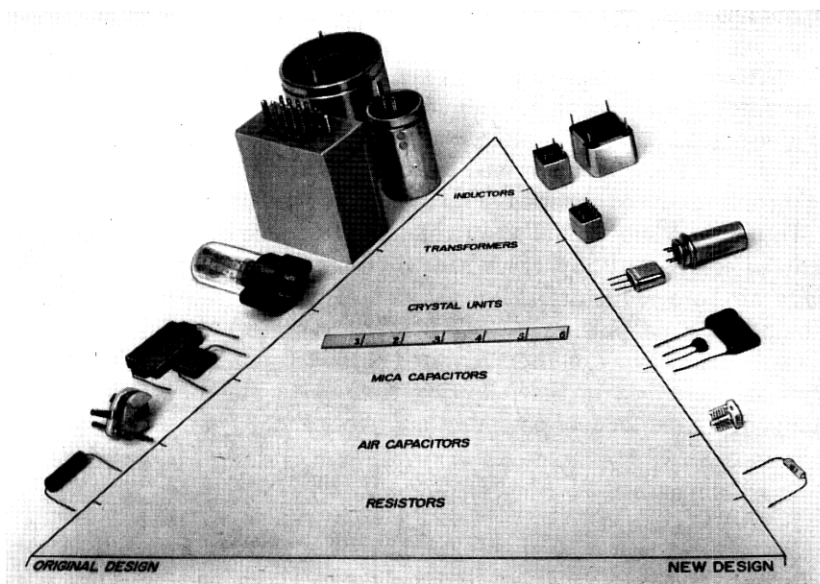 INDUCTORS
TRANSFORMERS
CRYSTAL UNITS
1 2 3 4 5 6
MICA CAPACITORS
AIR CAPACITORS
RESISTORS
ORIGINAL DESIGN
NEW DESIGN